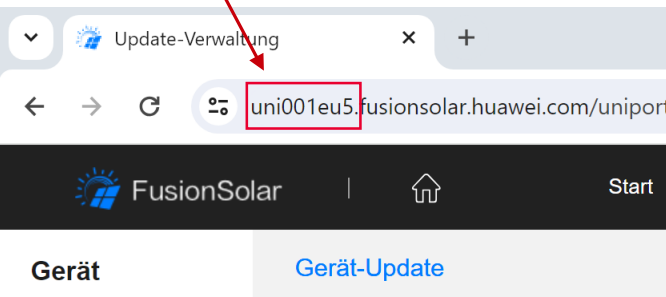 Update-Verwaltung
uni001eu5.fusionsolar.huawei.com/uniport
FusionSolar
Start
Gerät
Gerät-Update